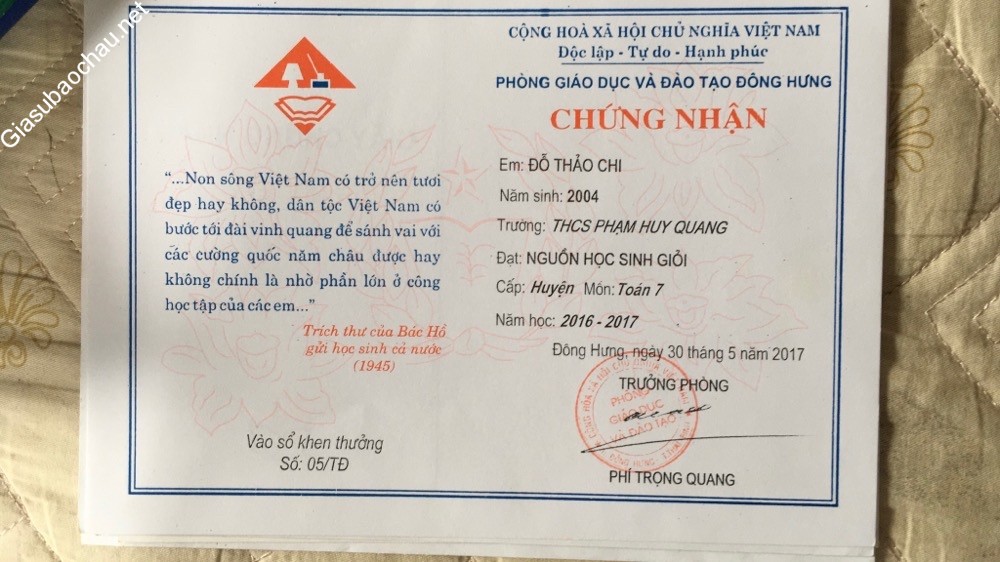 Giasubaochau.net
"...Non sông Việt Nam có trở nên tươi
đẹp hay không, dân tộc Việt Nam có
bước tới đài vinh quang để sánh vai với
các cường quốc năm châu được hay
không chính là nhờ phần lớn ở công
học tập của các em..."
Trích thư của Bác Hồ
gửi học sinh cả nước
(1945)
Vào sổ khen thưởng
Số: 05/TĐ
CỘNG HOÀ XÃ HỘI CHỦ NGHĨA VIỆT NAM
Độc lập - Tự do - Hạnh phúc
PHÒNG GIÁO DỤC VÀ ĐÀO TẠO ĐÔNG HƯNG
CHỨNG NHẬN
Em: ĐỖ THẢO CHI
Năm sinh: 2004
Trường: THCS PHẠM HUY QUANG
Đạt: NGUỒN HỌC SINH GIỎI
Cấp: Huyện Môn: Toán 7
Năm học: 2016 - 2017
Đông Hưng, ngày 30 tháng 5 năm 2017
TRƯỞNG PHÒNG
PHÒNG
GIÁO DỤC
VÀ ĐÀO TẠO
PHÍ TRỌNG QUANG